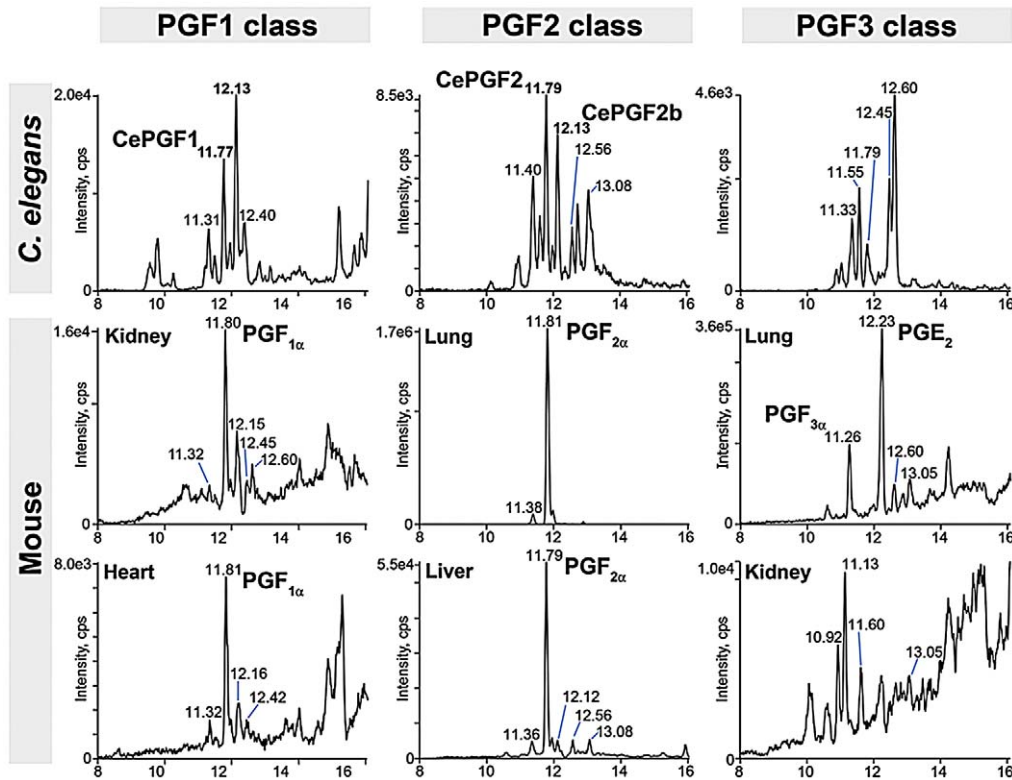 PGF1 class
PGF2 class
PGF3 class
C. elegans
2.0e4
Intensity, cps
0
CePGF1
11.31
11.77
12.13
12.40
8 10 12 14 16
8.5e3
Intensity, cps
0
CePGF2
11.79
CePGF2b
12.13
12.56
11.40
13.08
8 10 12 14 16
4.6e3
Intensity, cps
0
12.60
12.45
11.79
11.55
11.33
8 10 12 14 16
Mouse
1.6e4
Intensity, cps
0
Kidney
11.80
PGF1α
12.15
12.45
11.32
12.60
8 10 12 14 16
1.7e6
Intensity, cps
0
Lung
11.81
PGF2α
11.38
8 10 12 14 16
3.6e5
Intensity, cps
0
Lung
12.23
PGE2
PGF3α
11.26
12.60
13.05
8 10 12 14 16
8.0e3
Intensity, cps
0
Heart
11.81
PGF1α
12.16
12.42
11.32
8 10 12 14 16
5.5e4
Intensity, cps
0
Liver
11.79
PGF2α
12.12
12.56
11.36
13.08
8 10 12 14 16
1.0e4
Intensity, cps
0
Kidney
11.13
10.92
11.60
13.05
8 10 12 14 16